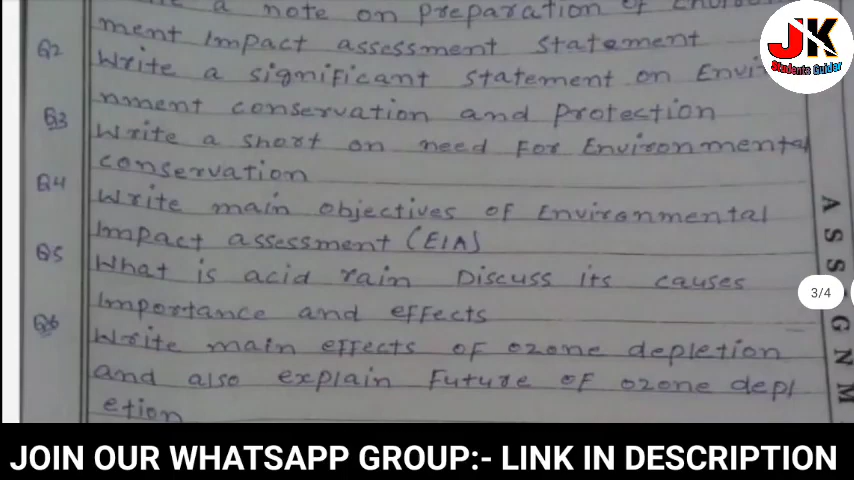 a note on preparation of
ment Impact assessment statement
Q2 Write a significant statement on Envi
nment conservation and protection
Q3 Write a short on need for Environmental
conservation
Q4 Write main objectives of Environmental
Impact assessment (EIA)
Q5 What is acid rain Discuss its causes
Importance and effects
Q6 Write main effects of ozone depletion
and also explain future of ozone depl
etion
JK
Students Guider
ASS
GNM
3/4
JOIN OUR WHATSAPP GROUP:- LINK IN DESCRIPTION